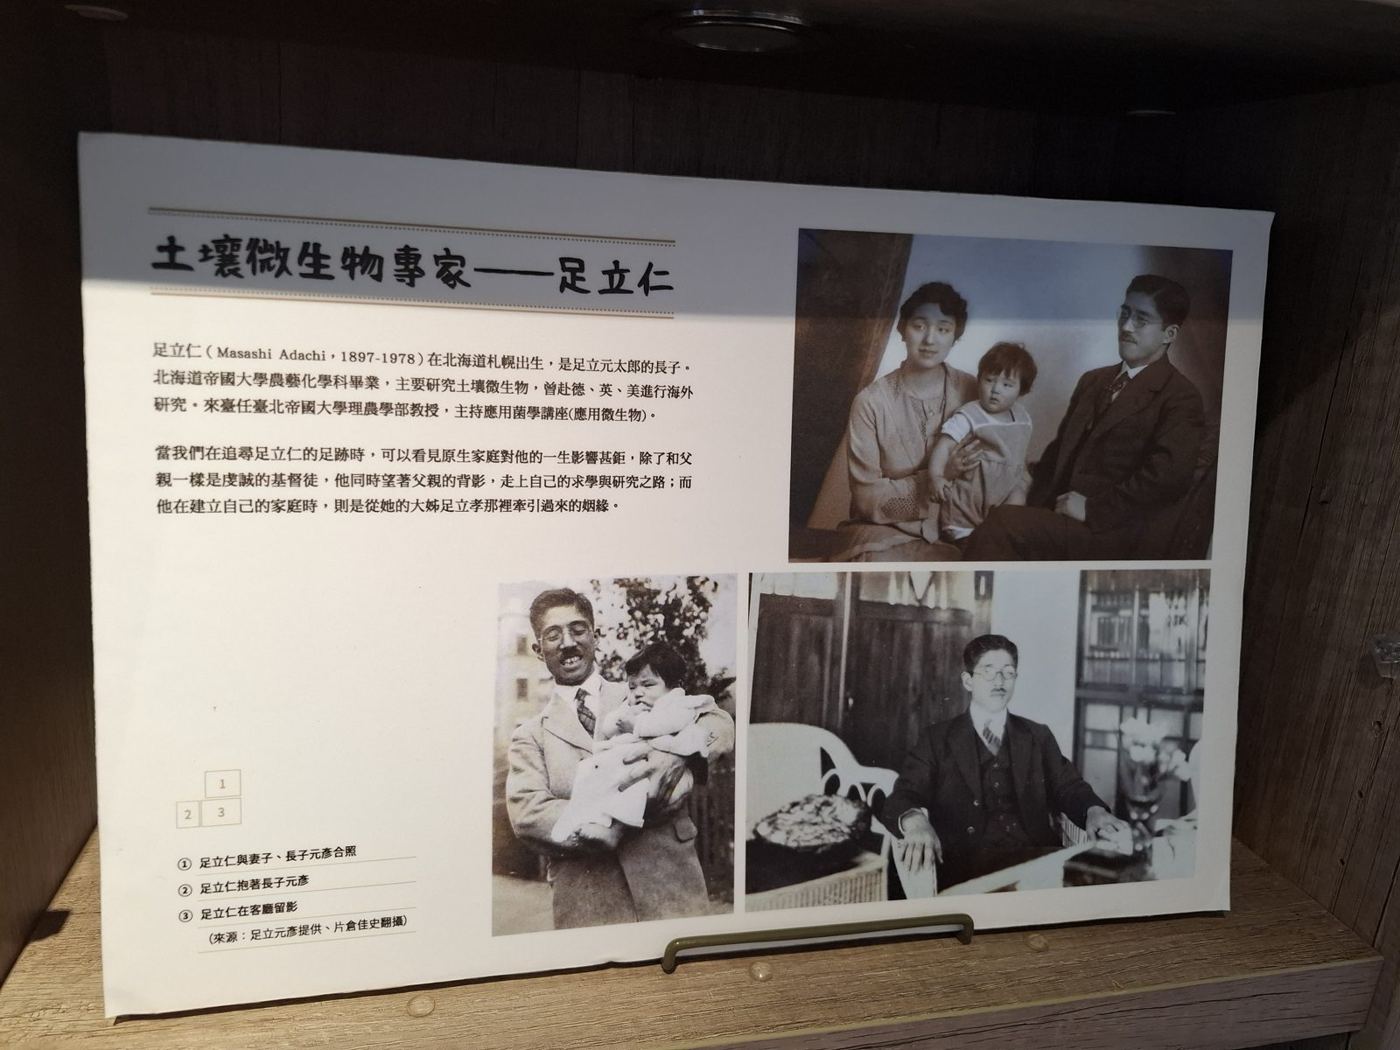 土壤微生物專家——足立仁
足立仁（Masashi Adachi，1897-1978）在北海道札幌出生，是足立元太郎的長子。
北海道帝國大學農藝化學科畢業，主要研究土壤微生物，曾赴德、英、美進行海外
研究。來臺任臺北帝國大學理農學部教授，主持應用菌學講座(應用微生物)。
當我們在追尋足立仁的足跡時，可以看見原生家庭對他的一生影響甚鉅，除了和父
親一樣是虔誠的基督徒，他同時望著父親的背影，走上自己的求學與研究之路；而
他在建立自己的家庭時，則是從她的大姊足立孝那裡牽引過來的姻緣。
1
2 3
① 足立仁與妻子、長子元彥合照
② 足立仁抱著長子元彥
③ 足立仁在客廳留影
（來源：足立元彥提供、片倉佳史翻攝）